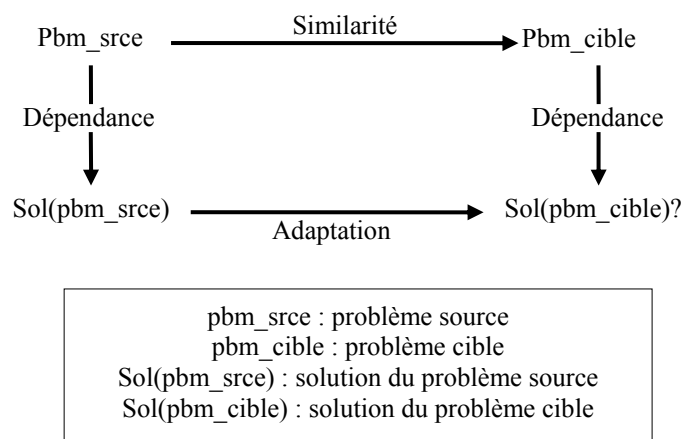 Similarité
Pbm_srce Pbm_cible
Dépendance Dépendance
Sol(pbm_srce) Sol(pbm_cible)?
Adaptation
pbm_srce : problème source
pbm_cible : problème cible
Sol(pbm_srce) : solution du problème source
Sol(pbm_cible) : solution du problème cible